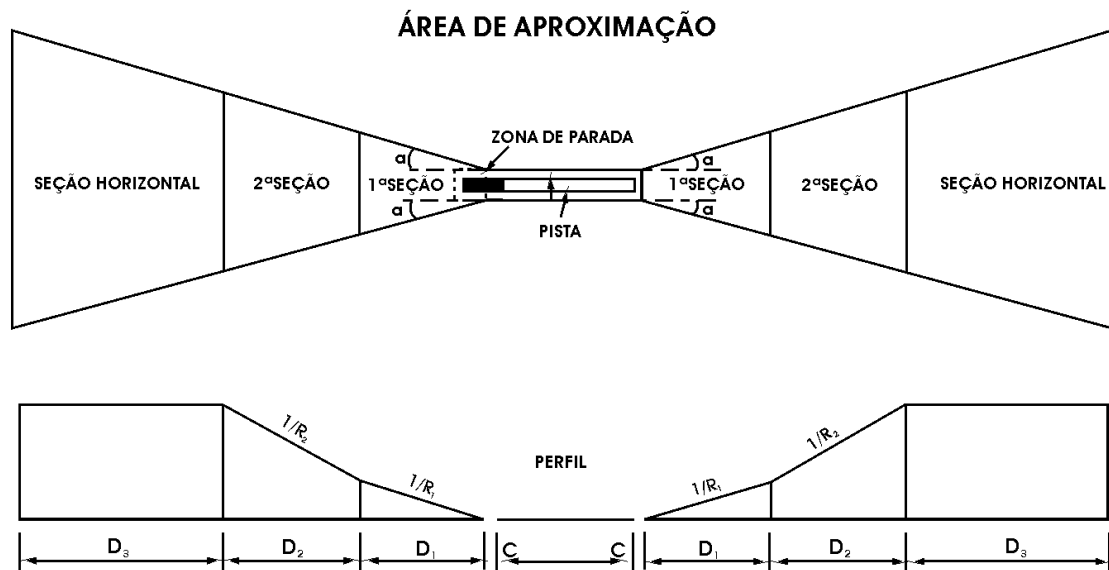 ÁREA DE APROXIMAÇÃO
ZONA DE PARADA
a
a
SEÇÃO HORIZONTAL
2ªSEÇÃO
1ªSEÇÃO
1ªSEÇÃO
2ªSEÇÃO
SEÇÃO HORIZONTAL
a
a
PISTA
1/R₂
1/R₁
PERFIL
1/R₁
1/R₂
D₃
D₂
D₁
C
C
D₁
D₂
D₃